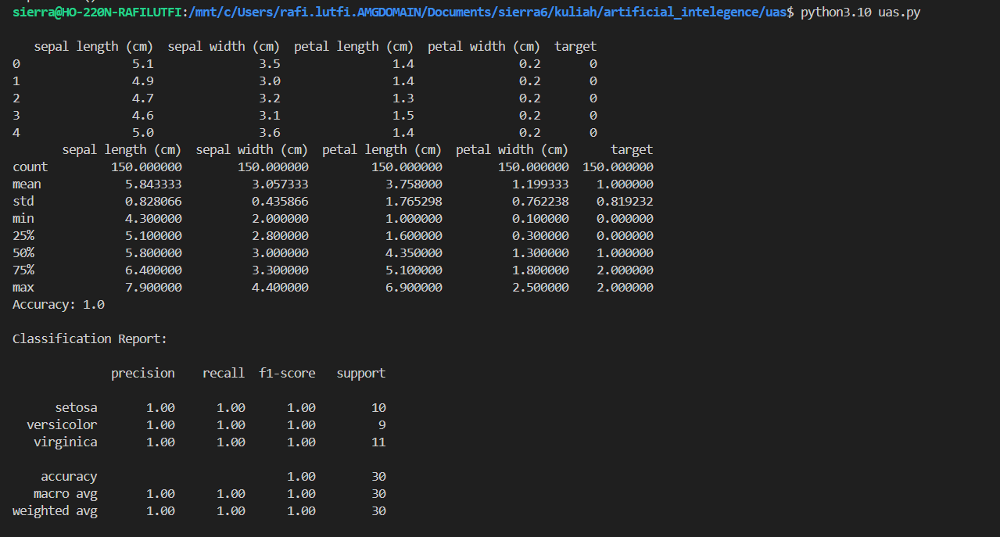 sierra@HO-220N-RAFILUTFI:/mnt/c/Users/rafi.lutfi.AMGDOMAIN/Documents/sierra6/kuliah/artificial_intelegence/uas$ python3.10 uas.py
   sepal length (cm)  sepal width (cm)  petal length (cm)  petal width (cm)  target
0                5.1               3.5                1.4               0.2       0
1                4.9               3.0                1.4               0.2       0
2                4.7               3.2                1.3               0.2       0
3                4.6               3.1                1.5               0.2       0
4                5.0               3.6                1.4               0.2       0
       sepal length (cm)  sepal width (cm)  petal length (cm)  petal width (cm)      target
count         150.000000        150.000000         150.000000        150.000000  150.000000
mean            5.843333          3.057333           3.758000          1.199333    1.000000
std             0.828066          0.435866           1.765298          0.762238    0.819232
min             4.300000          2.000000           1.000000          0.100000    0.000000
25%             5.100000          2.800000           1.600000          0.300000    0.000000
50%             5.800000          3.000000           4.350000          1.300000    1.000000
75%             6.400000          3.300000           5.100000          1.800000    2.000000
max             7.900000          4.400000           6.900000          2.500000    2.000000
Accuracy: 1.0
Classification Report:
              precision    recall  f1-score   support
      setosa       1.00      1.00      1.00        10
  versicolor       1.00      1.00      1.00         9
   virginica       1.00      1.00      1.00        11
    accuracy                           1.00        30
   macro avg       1.00      1.00      1.00        30
weighted avg       1.00      1.00      1.00        30